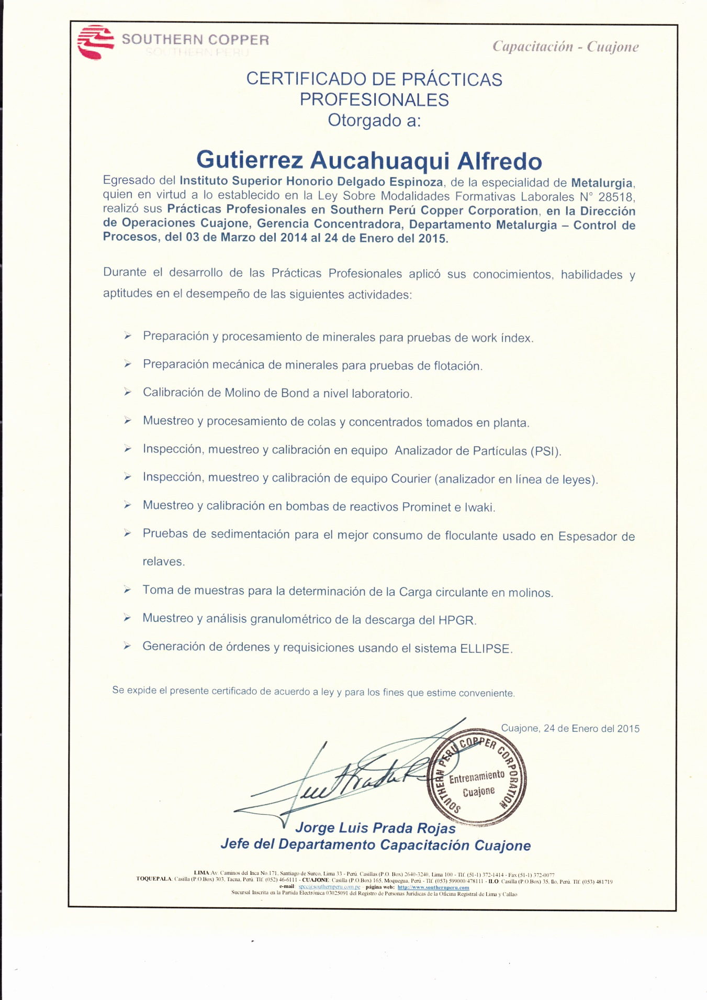 SOUTHERN COPPER
SOUTHERN PERU
Capacitación - Cuajone
CERTIFICADO DE PRÁCTICAS
PROFESIONALES
Otorgado a:
Gutierrez Aucahuaqui Alfredo
Egresado del Instituto Superior Honorio Delgado Espinoza, de la especialidad de Metalurgia,
quien en virtud a lo establecido en la Ley Sobre Modalidades Formativas Laborales N° 28518,
realizó sus Prácticas Profesionales en Southern Perú Copper Corporation, en la Dirección
de Operaciones Cuajone, Gerencia Concentradora, Departamento Metalurgia – Control de
Procesos, del 03 de Marzo del 2014 al 24 de Enero del 2015.
Durante el desarrollo de las Prácticas Profesionales aplicó sus conocimientos, habilidades y
aptitudes en el desempeño de las siguientes actividades:
➢ Preparación y procesamiento de minerales para pruebas de work índex.
➢ Preparación mecánica de minerales para pruebas de flotación.
➢ Calibración de Molino de Bond a nivel laboratorio.
➢ Muestreo y procesamiento de colas y concentrados tomados en planta.
➢ Inspección, muestreo y calibración en equipo Analizador de Partículas (PSI).
➢ Inspección, muestreo y calibración de equipo Courier (analizador en línea de leyes).
➢ Muestreo y calibración en bombas de reactivos Prominet e Iwaki.
➢ Pruebas de sedimentación para el mejor consumo de floculante usado en Espesador de
relaves.
➢ Toma de muestras para la determinación de la Carga circulante en molinos.
➢ Muestreo y análisis granulométrico de la descarga del HPGR.
➢ Generación de órdenes y requisiciones usando el sistema ELLIPSE.
Se expide el presente certificado de acuerdo a ley y para los fines que estime conveniente.
Cuajone, 24 de Enero del 2015
SOUTHERN PERU COPPER CORPORATION
Entrenamiento
Cuajone
Jorge Luis Prada Rojas
Jefe del Departamento Capacitación Cuajone
LIMA:Av. Caminos del Inca No.171, Santiago de Surco, Lima 33 - Perú. Casillas (P.O. Box) 2640-3240, Lima 100 - Tlf. (51-1) 372-1414 - Fax (51-1) 372-0077
TOQUEPALA: Casilla (P.O.Box) 303, Tacna, Perú. Tlf. (052) 46-6111 - CUAJONE: Casilla (P.O.Box) 165, Moquegua, Perú - Tlf. (053) 599000/478111 - ILO: Casilla (P.O.Box) 35, Ilo, Perú. Tlf. (053) 481719
e-mail: spcc@southernperu.com.pe – página web: http://www.southernperu.com
Sucursal Inscrita en la Partida Electrónica 03025091 del Registro de Personas Jurídicas de la Oficina Registral de Lima y Callao